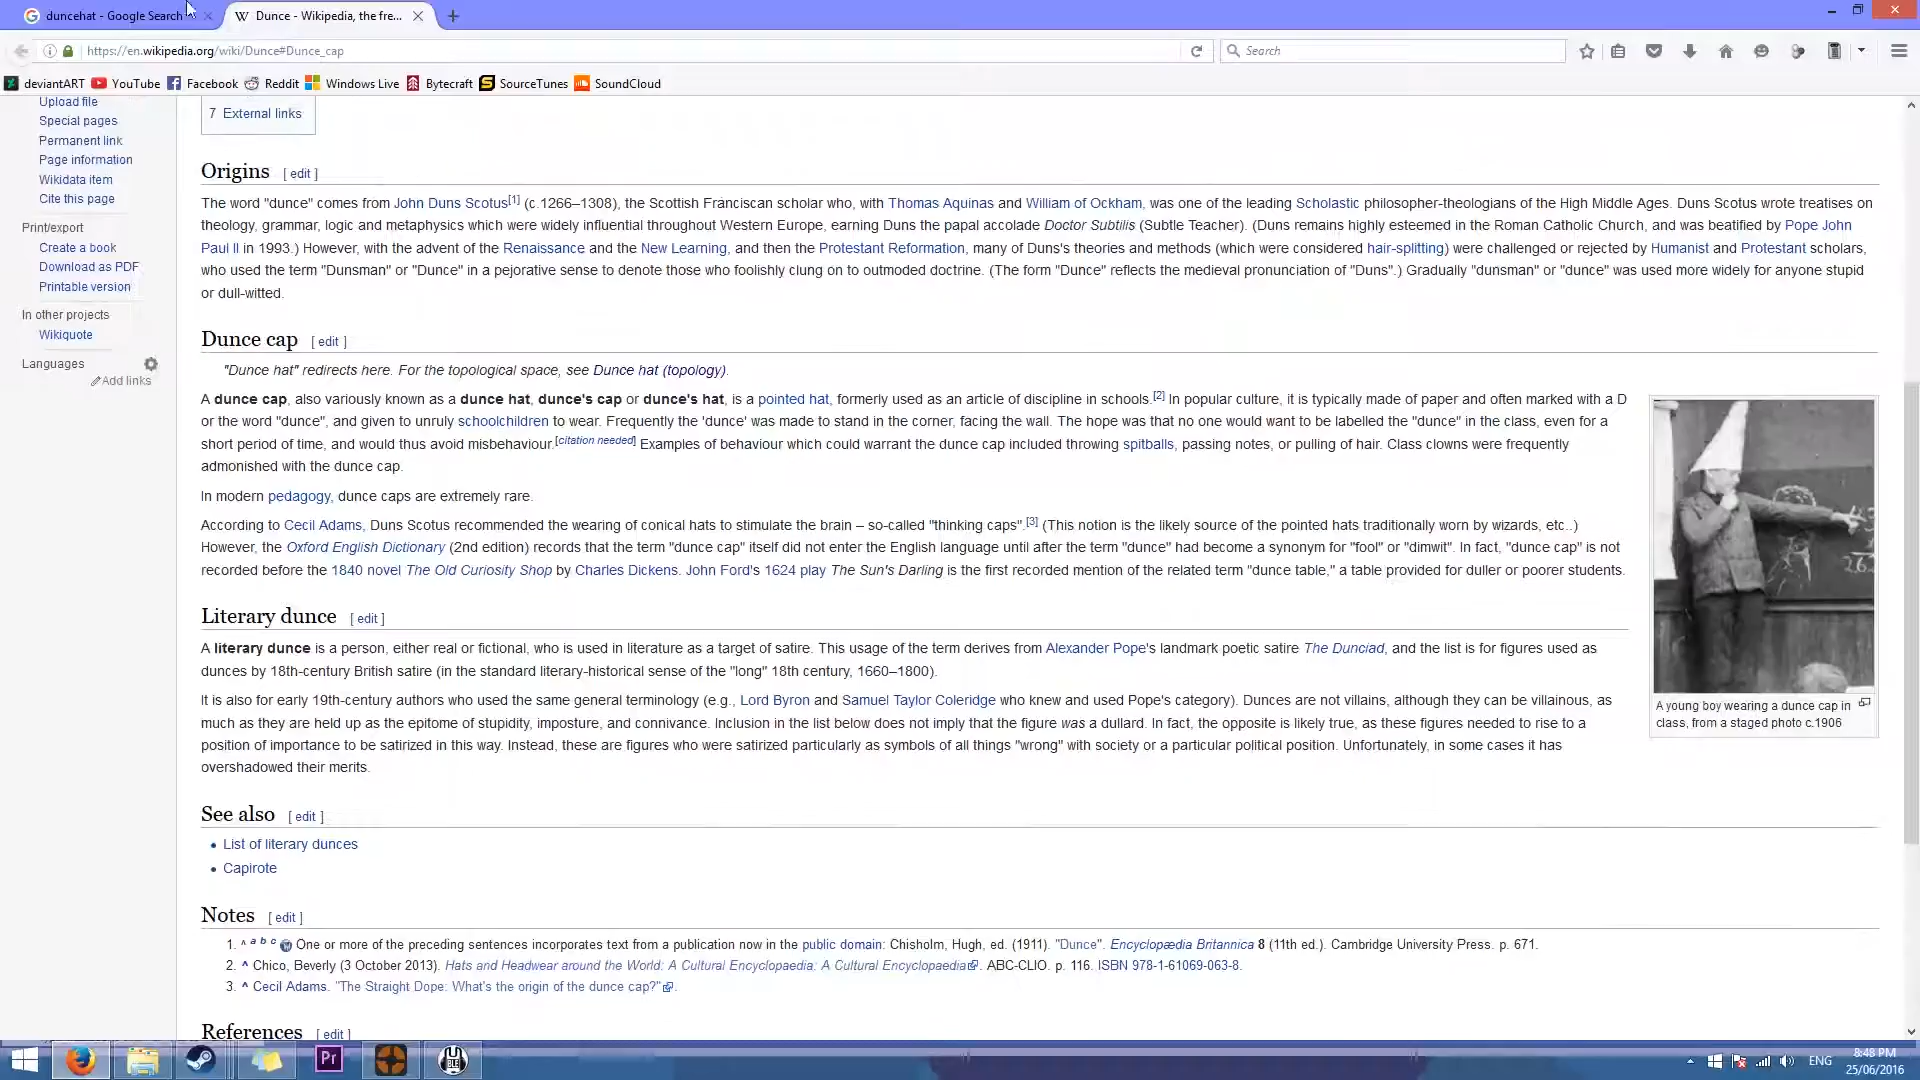 duncehat - Google Search
Dunce - Wikipedia, the fre...
https://en.wikipedia.org/wiki/Dunce#Dunce_cap
Search
deviantART YouTube Facebook Reddit Windows Live Bytecraft SourceTunes SoundCloud
Upload file
Special pages
Permanent link
Page information
Wikidata item
Cite this page
Print/export
Create a book
Download as PDF
Printable version
In other projects
Wikiquote
Languages
Add links
7 External links
Origins [ edit ]
The word "dunce" comes from John Duns Scotus[1] (c.1266–1308), the Scottish Franciscan scholar who, with Thomas Aquinas and William of Ockham, was one of the leading Scholastic philosopher-theologians of the High Middle Ages. Duns Scotus wrote treatises on
theology, grammar, logic and metaphysics which were widely influential throughout Western Europe, earning Duns the papal accolade Doctor Subtilis (Subtle Teacher). (Duns remains highly esteemed in the Roman Catholic Church, and was beatified by Pope John
Paul II in 1993.) However, with the advent of the Renaissance and the New Learning, and then the Protestant Reformation, many of Duns's theories and methods (which were considered hair-splitting) were challenged or rejected by Humanist and Protestant scholars,
who used the term "Dunsman" or "Dunce" in a pejorative sense to denote those who foolishly clung on to outmoded doctrine. (The form "Dunce" reflects the medieval pronunciation of "Duns".) Gradually "dunsman" or "dunce" was used more widely for anyone stupid
or dull-witted.
Dunce cap [ edit ]
"Dunce hat" redirects here. For the topological space, see Dunce hat (topology).
A dunce cap, also variously known as a dunce hat, dunce's cap or dunce's hat, is a pointed hat, formerly used as an article of discipline in schools.[2] In popular culture, it is typically made of paper and often marked with a D
or the word "dunce", and given to unruly schoolchildren to wear. Frequently the 'dunce' was made to stand in the corner, facing the wall. The hope was that no one would want to be labelled the "dunce" in the class, even for a
short period of time, and would thus avoid misbehaviour.[citation needed] Examples of behaviour which could warrant the dunce cap included throwing spitballs, passing notes, or pulling of hair. Class clowns were frequently
admonished with the dunce cap.
In modern pedagogy, dunce caps are extremely rare.
According to Cecil Adams, Duns Scotus recommended the wearing of conical hats to stimulate the brain – so-called "thinking caps".[3] (This notion is the likely source of the pointed hats traditionally worn by wizards, etc..)
However, the Oxford English Dictionary (2nd edition) records that the term "dunce cap" itself did not enter the English language until after the term "dunce" had become a synonym for "fool" or "dimwit". In fact, "dunce cap" is not
recorded before the 1840 novel The Old Curiosity Shop by Charles Dickens. John Ford's 1624 play The Sun's Darling is the first recorded mention of the related term "dunce table," a table provided for duller or poorer students.
A young boy wearing a dunce cap in
class, from a staged photo c.1906
Literary dunce [ edit ]
A literary dunce is a person, either real or fictional, who is used in literature as a target of satire. This usage of the term derives from Alexander Pope's landmark poetic satire The Dunciad, and the list is for figures used as
dunces by 18th-century British satire (in the standard literary-historical sense of the "long" 18th century, 1660–1800).
It is also for early 19th-century authors who used the same general terminology (e.g., Lord Byron and Samuel Taylor Coleridge who knew and used Pope's category). Dunces are not villains, although they can be villainous, as
much as they are held up as the epitome of stupidity, imposture, and connivance. Inclusion in the list below does not imply that the figure was a dullard. In fact, the opposite is likely true, as these figures needed to rise to a
position of importance to be satirized in this way. Instead, these are figures who were satirized particularly as symbols of all things "wrong" with society or a particular political position. Unfortunately, in some cases it has
overshadowed their merits.
See also [ edit ]
List of literary dunces
Capirote
Notes [ edit ]
1. ^ a b c One or more of the preceding sentences incorporates text from a publication now in the public domain: Chisholm, Hugh, ed. (1911). "Dunce". Encyclopædia Britannica 8 (11th ed.). Cambridge University Press. p. 671.
2. ^ Chico, Beverly (3 October 2013). Hats and Headwear around the World: A Cultural Encyclopaedia: A Cultural Encyclopaedia. ABC-CLIO. p. 116. ISBN 978-1-61069-063-8.
3. ^ Cecil Adams. "The Straight Dope: What's the origin of the dunce cap?".
References [ edit ]
Pr
ENG
8:48 PM
25/06/2016